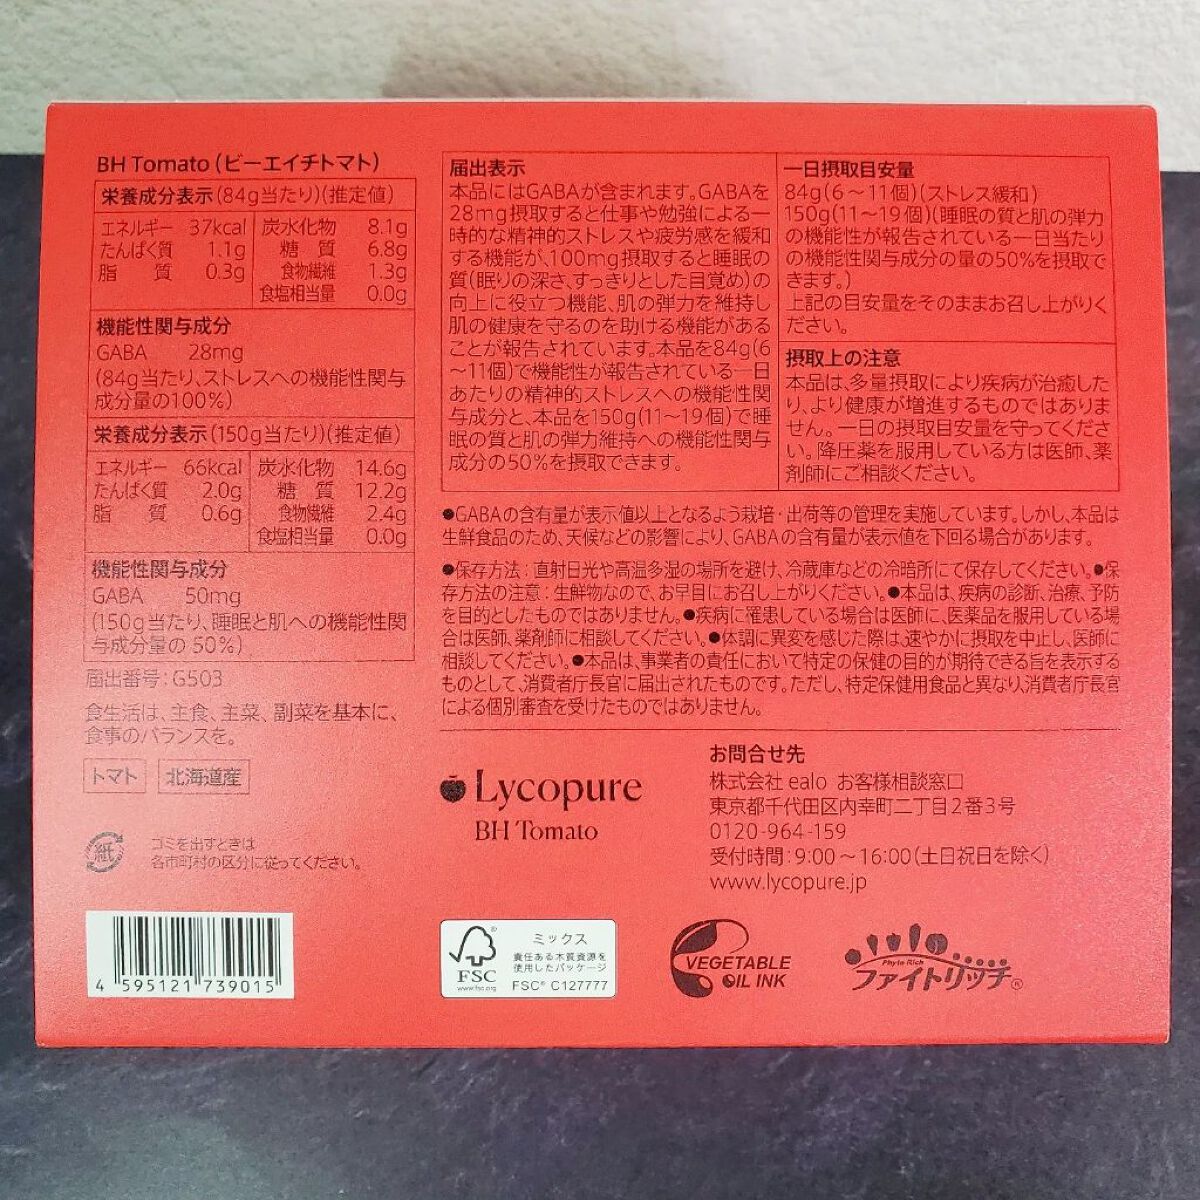 BH Tomato(ビーエイチトマト)
栄養成分表示(84g当たり)(推定値)
エネルギー 37kcal
たんぱく質 1.1g
脂質 0.3g
炭水化物 8.1g
糖質 6.8g
食物繊維 1.3g
食塩相当量 0.0g
機能性関与成分
GABA 28mg
(84g当たり、ストレスへの機能性関与
成分量の100%)
栄養成分表示(150g当たり)(推定値)
エネルギー 66kcal
たんぱく質 2.0g
脂質 0.6g
炭水化物 14.6g
糖質 12.2g
食物繊維 2.4g
食塩相当量 0.0g
機能性関与成分
GABA 50mg
(150g当たり、睡眠と肌への機能性関
与成分量の 50%)
届出番号:G503
食生活は、主食、主菜、副菜を基本に、
食事のバランスを。
トマト 北海道産
紙
ゴミを出すときは
各市町村の区分に従ってください。
4 595121 739015
届出表示
本品にはGABAが含まれます。GABAを
28mg摂取すると仕事や勉強による一
時的な精神的ストレスや疲労感を緩和
する機能が、100mg摂取すると睡眠の
質(眠りの深さ、すっきりとした目覚め)の
向上に役立つ機能、肌の弾力を維持し
肌の健康を守るのを助ける機能がある
ことが報告されています。本品を84g(6
～11個)で機能性が報告されている一日
あたりの精神的ストレスへの機能性関
与成分と、本品を150g(11～19個)で睡
眠の質と肌の弾力維持への機能性関与
成分の50%を摂取できます。
一日摂取目安量
84g(6～11個)(ストレス緩和)
150g(11～19個)(睡眠の質と肌の弾力
の機能性が報告されている一日当たり
の機能性関与成分の量の50%を摂取で
きます。)
上記の目安量をそのままお召し上がりく
ださい。
摂取上の注意
本品は、多量摂取により疾病が治癒した
り、より健康が増進するものではありま
せん。一日の摂取目安量を守ってくださ
い。降圧薬を服用している方は医師、薬
剤師にご相談ください。
●GABAの含有量が表示値以上となるよう栽培・出荷等の管理を実施しています。しかし、本品は
生鮮食品のため、天候などの影響により、GABAの含有量が表示値を下回る場合があります。
●保存方法:直射日光や高温多湿の場所を避け、冷蔵庫などの冷暗所にて保存してください。●保
存方法の注意:生鮮物なので、お早目にお召し上がりください。●本品は、疾病の診断、治療、予防
を目的としたものではありません。●疾病に罹患している場合は医師に、医薬品を服用している場
合は医師、薬剤師に相談してください。●体調に異変を感じた際は、速やかに摂取を中止し、医師に
相談してください。●本品は、事業者の責任において特定の保健の目的が期待できる旨を表示する
ものとして、消費者庁長官に届出されたものです。ただし、特定保健用食品と異なり、消費者庁長官
による個別審査を受けたものではありません。
Lycopure
BH Tomato
お問合せ先
株式会社 ealo お客様相談窓口
東京都千代田区内幸町二丁目2番3号
0120-964-159
受付時間:9:00～16:00(土日祝日を除く)
www.lycopure.jp
FSC
www.fsc.org
ミックス
責任ある木質資源を
使用したパッケージ
FSC® C127777
VEGETABLE
OIL INK
Phyto Rich
ファイトリッチ®